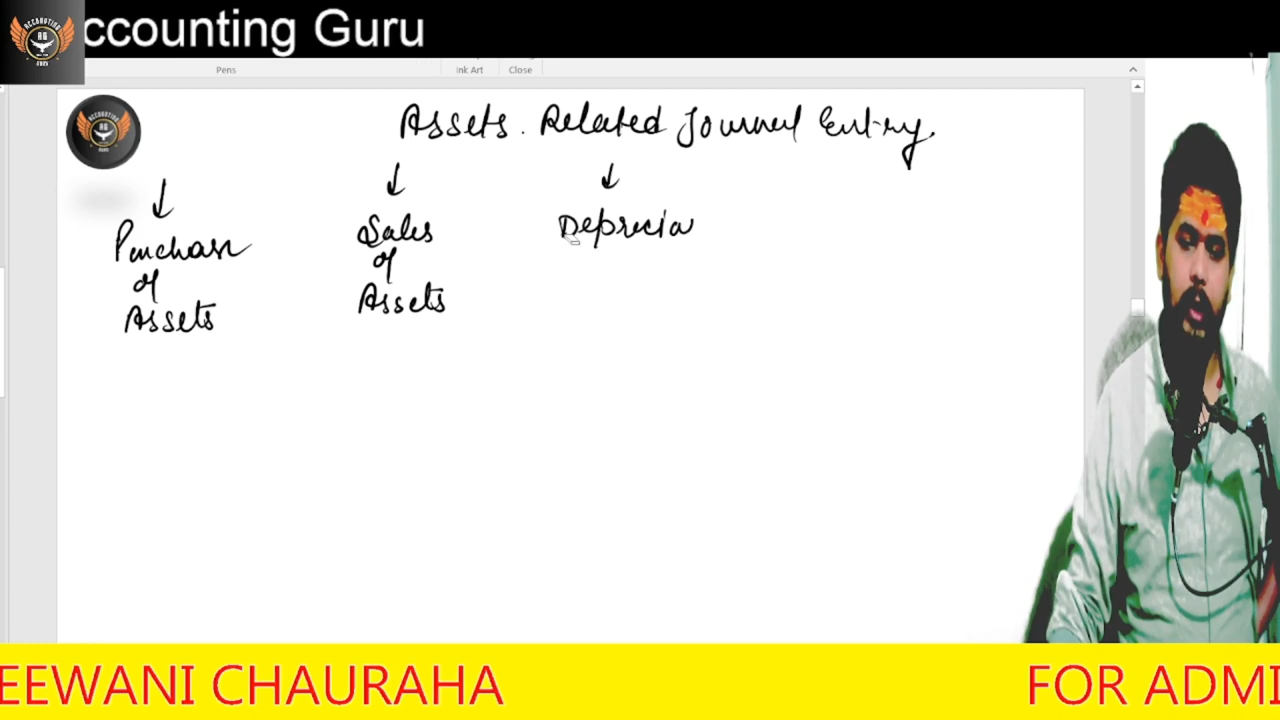 ccounting Guru
Pens
Ink Art
Close
Assets. Related Journal Entry.
Purchase
of
Assets
Sales
of
Assets
Deprecia
EEWANI CHAURAHA
FOR ADMI